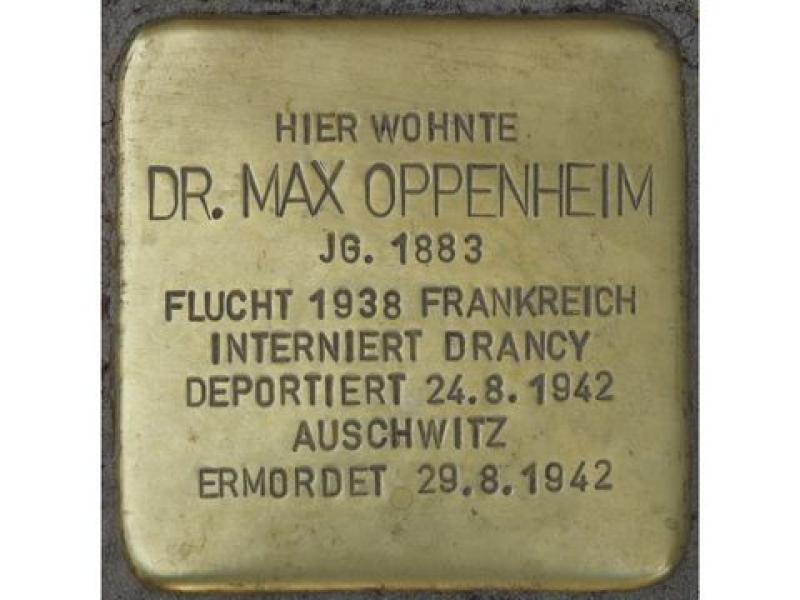 HIER WOHNTE
DR. MAX OPPENHEIM
JG. 1883
FLUCHT 1938 FRANKREICH
INTERNIERT DRANCY
DEPORTIERT 24.8.1942
AUSCHWITZ
ERMORDET 29.8.1942